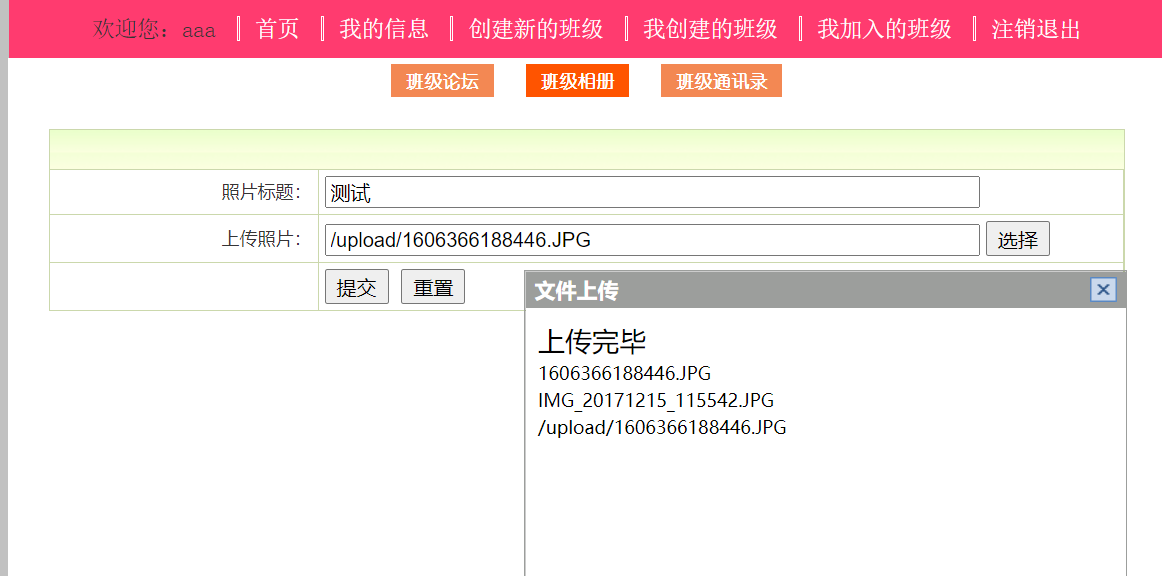 欢迎您：aaa 首页 我的信息 创建新的班级 我创建的班级 我加入的班级 注销退出
班级论坛 班级相册 班级通讯录
照片标题： 测试
上传照片： /upload/1606366188446.JPG 选择
提交 重置
文件上传
上传完毕
1606366188446.JPG
IMG_20171215_115542.JPG
/upload/1606366188446.JPG